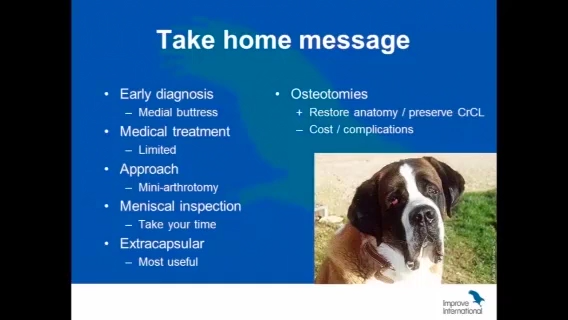 Take home message
• Early diagnosis
– Medial buttress
• Medical treatment
– Limited
• Approach
– Mini-arthrotomy
• Meniscal inspection
– Take your time
• Extracapsular
– Most useful
• Osteotomies
+ Restore anatomy / preserve CrCL
– Cost / complications
Improve
International